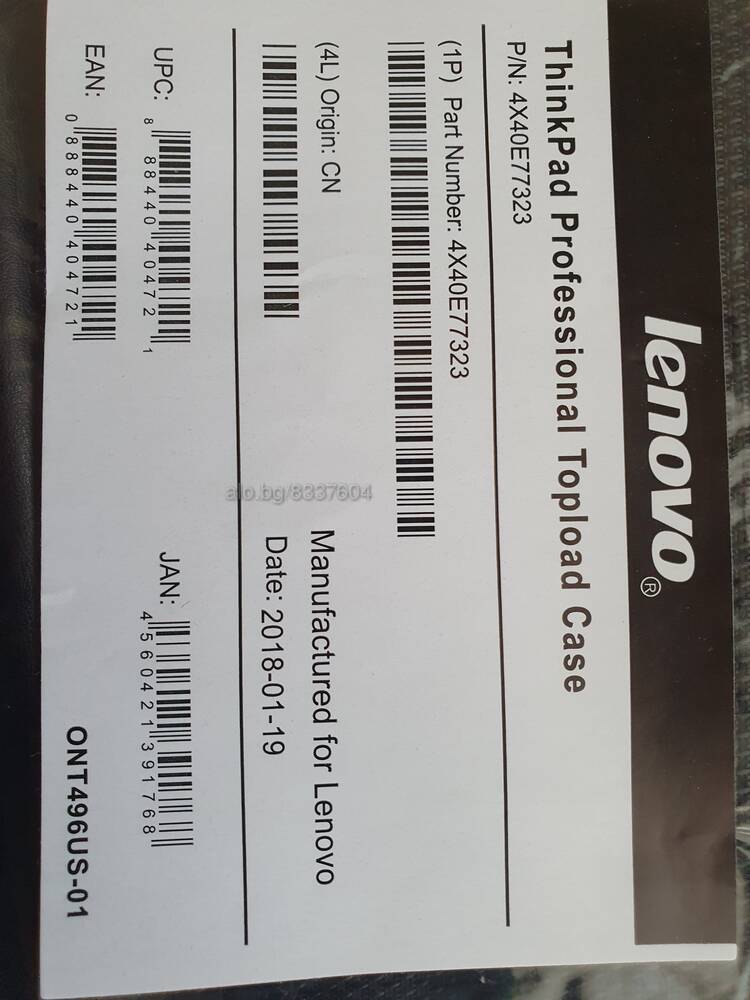 lenovo®
ThinkPad Professional Topload Case
P/N: 4X40E77323
(1P) Part Number: 4X40E77323
(4L) Origin: CN
Manufactured for Lenovo
Date: 2018-01-19
UPC: 8 88440 40472 1
JAN: 4 560421 391768
EAN: 0 888440 404721
ONT496US-01
alo.bg/8337604